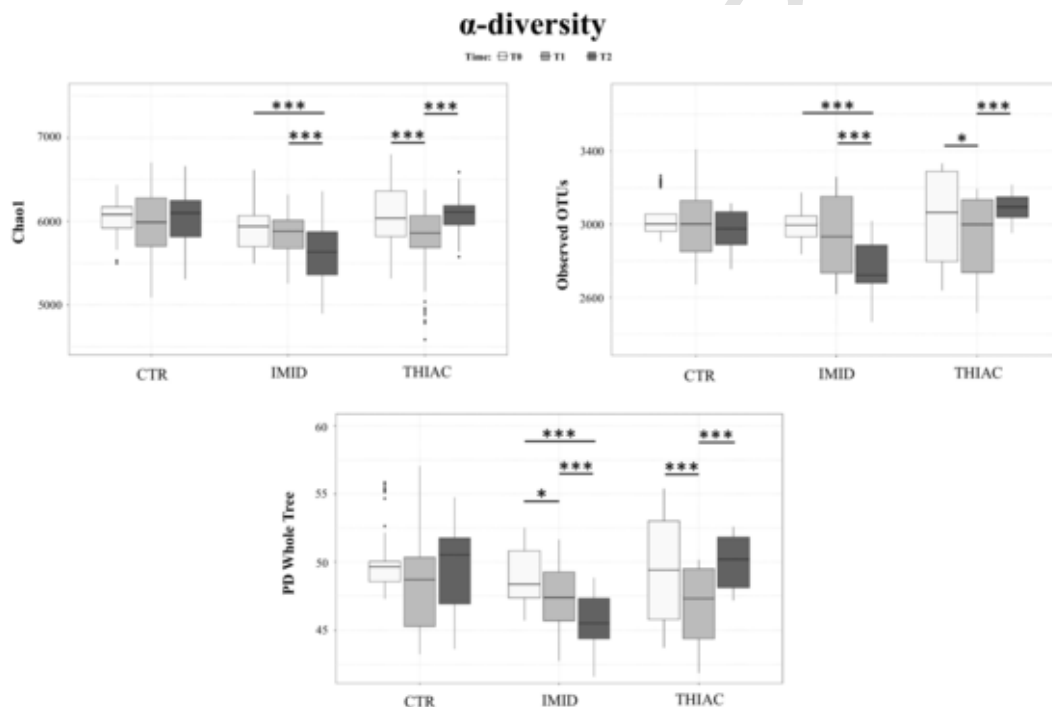 α-diversity
Time: T0 T1 T2
Chao1
7000
6000
5000
*** *** *** ***
CTR IMID THIAC
Observed OTUs
3400
3000
2600
*** *** * ***
CTR IMID THIAC
PD Whole Tree
60
55
50
45
*** * *** *** ***
CTR IMID THIAC